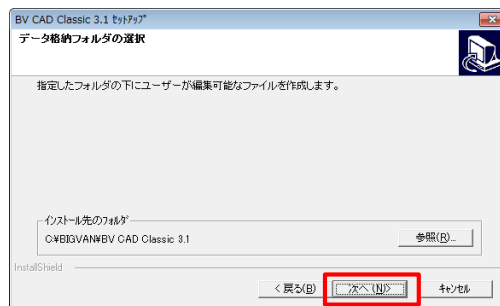 BV CAD Classic 3.1 ｾｯﾄｱｯﾌﾟ
データ格納フォルダの選択
指定したフォルダの下にユーザーが編集可能なファイルを作成します。
ｲﾝｽﾄｰﾙ先のﾌｫﾙﾀﾞ
C:¥BIGVAN¥BV CAD Classic 3.1
参照(R)...
InstallShield
< 戻る(B)
次へ(N)>
ｷｬﾝｾﾙ